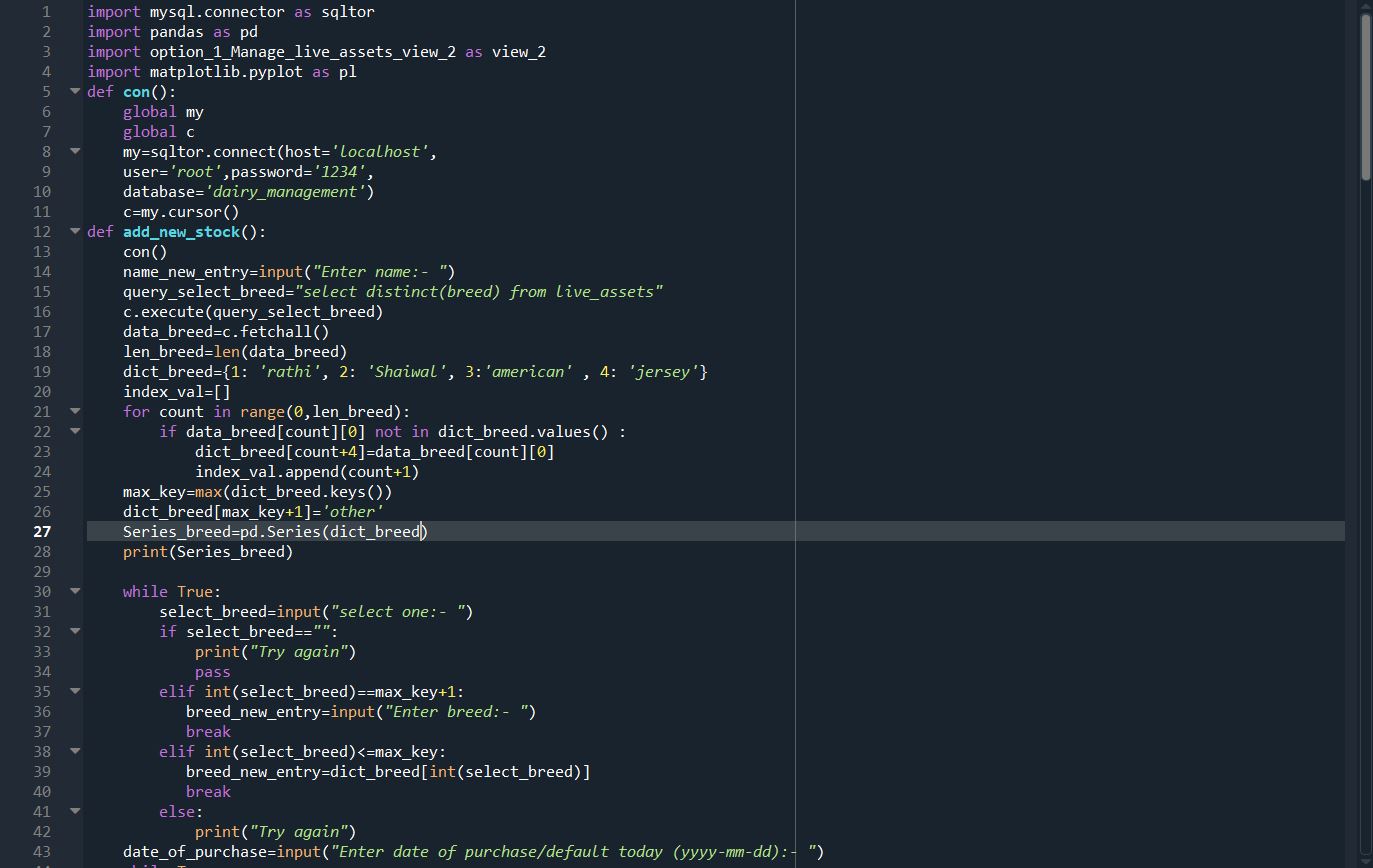 1 import mysql.connector as sqltor
2 import pandas as pd
3 import option_1_Manage_live_assets_view_2 as view_2
4 import matplotlib.pyplot as pl
5 def con():
6     global my
7     global c
8     my=sqltor.connect(host='localhost',
9     user='root',password='1234',
10     database='dairy_management')
11     c=my.cursor()
12 def add_new_stock():
13     con()
14     name_new_entry=input("Enter name:- ")
15     query_select_breed="select distinct(breed) from live_assets"
16     c.execute(query_select_breed)
17     data_breed=c.fetchall()
18     len_breed=len(data_breed)
19     dict_breed={1: 'rathi', 2: 'Shaiwal', 3:'american' , 4: 'jersey'}
20     index_val=[]
21     for count in range(0,len_breed):
22         if data_breed[count][0] not in dict_breed.values() :
23             dict_breed[count+4]=data_breed[count][0]
24             index_val.append(count+1)
25     max_key=max(dict_breed.keys())
26     dict_breed[max_key+1]='other'
27     Series_breed=pd.Series(dict_breed)
28     print(Series_breed)
29
30     while True:
31         select_breed=input("select one:- ")
32         if select_breed=="":
33             print("Try again")
34             pass
35         elif int(select_breed)==max_key+1:
36            breed_new_entry=input("Enter breed:- ")
37            break
38         elif int(select_breed)<=max_key:
39            breed_new_entry=dict_breed[int(select_breed)]
40            break
41         else:
42             print("Try again")
43     date_of_purchase=input("Enter date of purchase/default today (yyyy-mm-dd):- ")